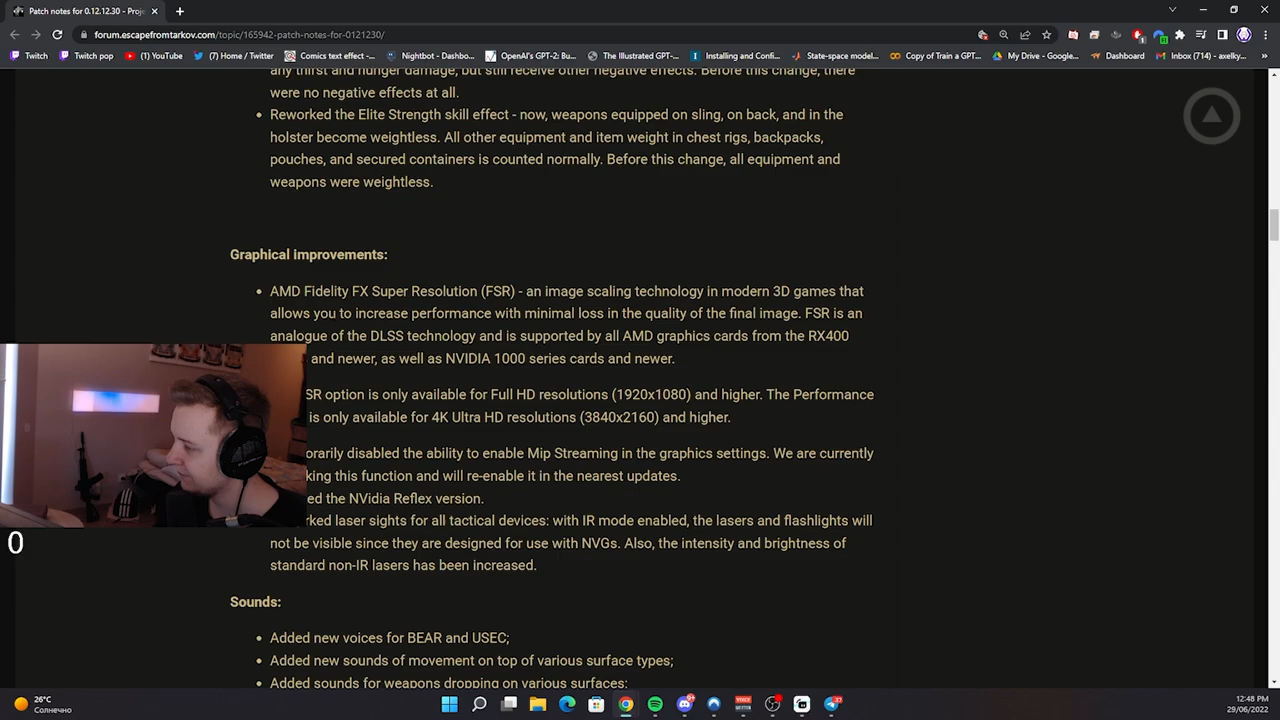 Patch notes for 0.12.12.30 - Proje
forum.escapefromtarkov.com/topic/165942-patch-notes-for-0121230/
Twitch
Twitch pop
(1) YouTube
(2) Home / Twitter
Comics text effect -...
Nightbot - Dashbo...
OpenAI's GPT-2: Bu...
The Illustrated GPT-...
Installing and Confi...
State-space model...
Copy of Train a GPT...
My Drive - Google...
Dashboard
Inbox (714) - axelky...
any thirst and hunger damage, but still receive other negative effects. Before this change, there
were no negative effects at all.
Reworked the Elite Strength skill effect - now, weapons equipped on sling, on back, and in the
holster become weightless. All other equipment and item weight in chest rigs, backpacks,
pouches, and secured containers is counted normally. Before this change, all equipment and
weapons were weightless.
Graphical improvements:
AMD Fidelity FX Super Resolution (FSR) - an image scaling technology in modern 3D games that
allows you to increase performance with minimal loss in the quality of the final image. FSR is an
analogue of the DLSS technology and is supported by all AMD graphics cards from the RX400
and newer, as well as NVIDIA 1000 series cards and newer.
SR option is only available for Full HD resolutions (1920x1080) and higher. The Performance
is only available for 4K Ultra HD resolutions (3840x2160) and higher.
orarily disabled the ability to enable Mip Streaming in the graphics settings. We are currently
king this function and will re-enable it in the nearest updates.
ed the NVidia Reflex version.
rked laser sights for all tactical devices: with IR mode enabled, the lasers and flashlights will
not be visible since they are designed for use with NVGs. Also, the intensity and brightness of
standard non-IR lasers has been increased.
0
Sounds:
Added new voices for BEAR and USEC;
Added new sounds of movement on top of various surface types;
Added sounds for weapons dropping on various surfaces;
26°C
Солнечно
12:48 PM
29/06/2022